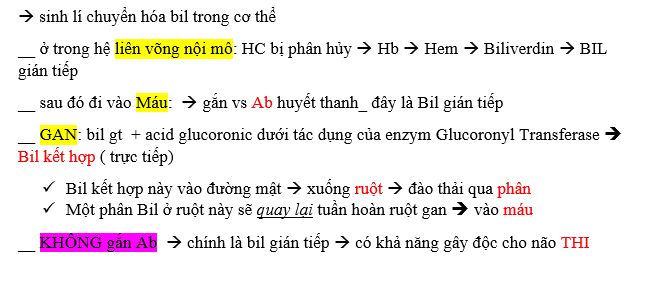 → sinh lí chuyển hóa bil trong cơ thể
__ ở trong hệ liên võng nội mô: HC bị phân hủy → Hb → Hem → Biliverdin → BIL
gián tiếp
__ sau đó đi vào Máu: → gắn vs Ab huyết thanh_ đây là Bil gián tiếp
__ GAN: bil gt + acid glucoronic dưới tác dụng của enzym Glucoronyl Transferase →
Bil kết hợp ( trực tiếp)
✓ Bil kết hợp này vào đường mật → xuống ruột → đào thải qua phân
✓ Một phân Bil ở ruột này sẽ quay lại tuần hoàn ruột gan → vào máu
__ KHÔNG gắn Ab → chính là bil gián tiếp → có khả năng gây độc cho não THI